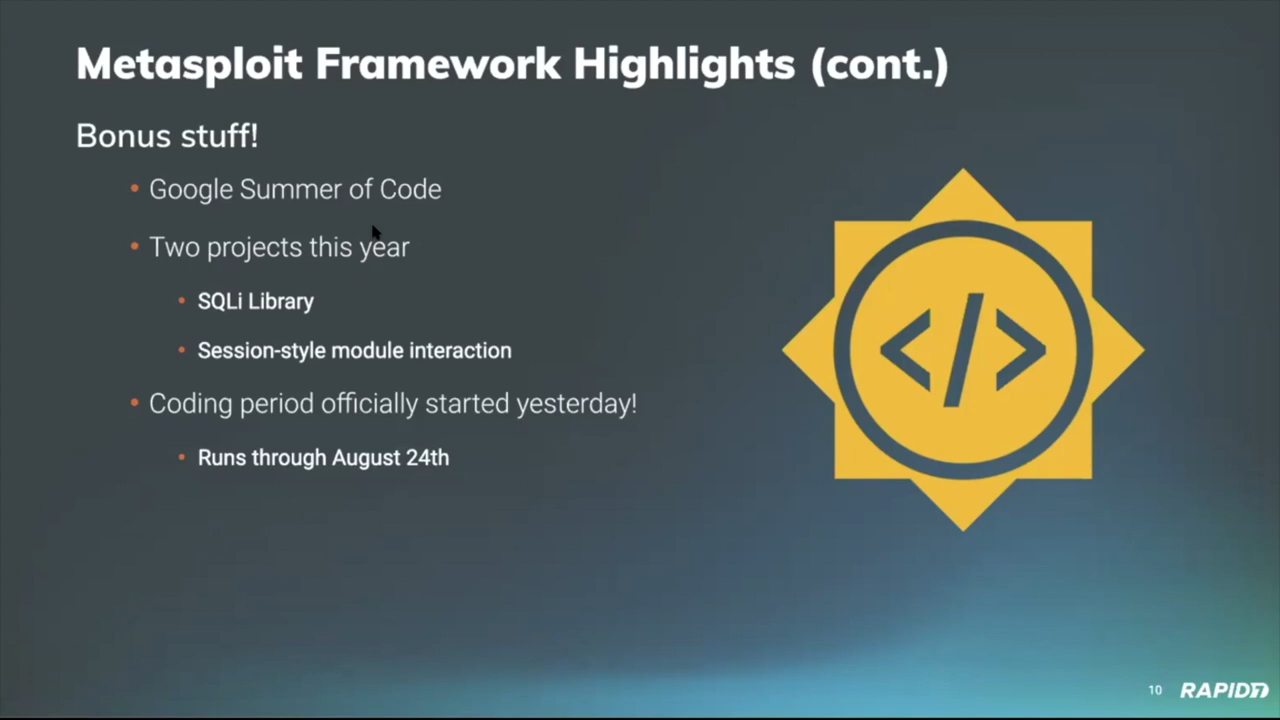 Metasploit Framework Highlights (cont.)
Bonus stuff!
• Google Summer of Code
• Two projects this year
• SQLi Library
• Session-style module interaction
• Coding period officially started yesterday!
• Runs through August 24th
</>
10 RAPID7